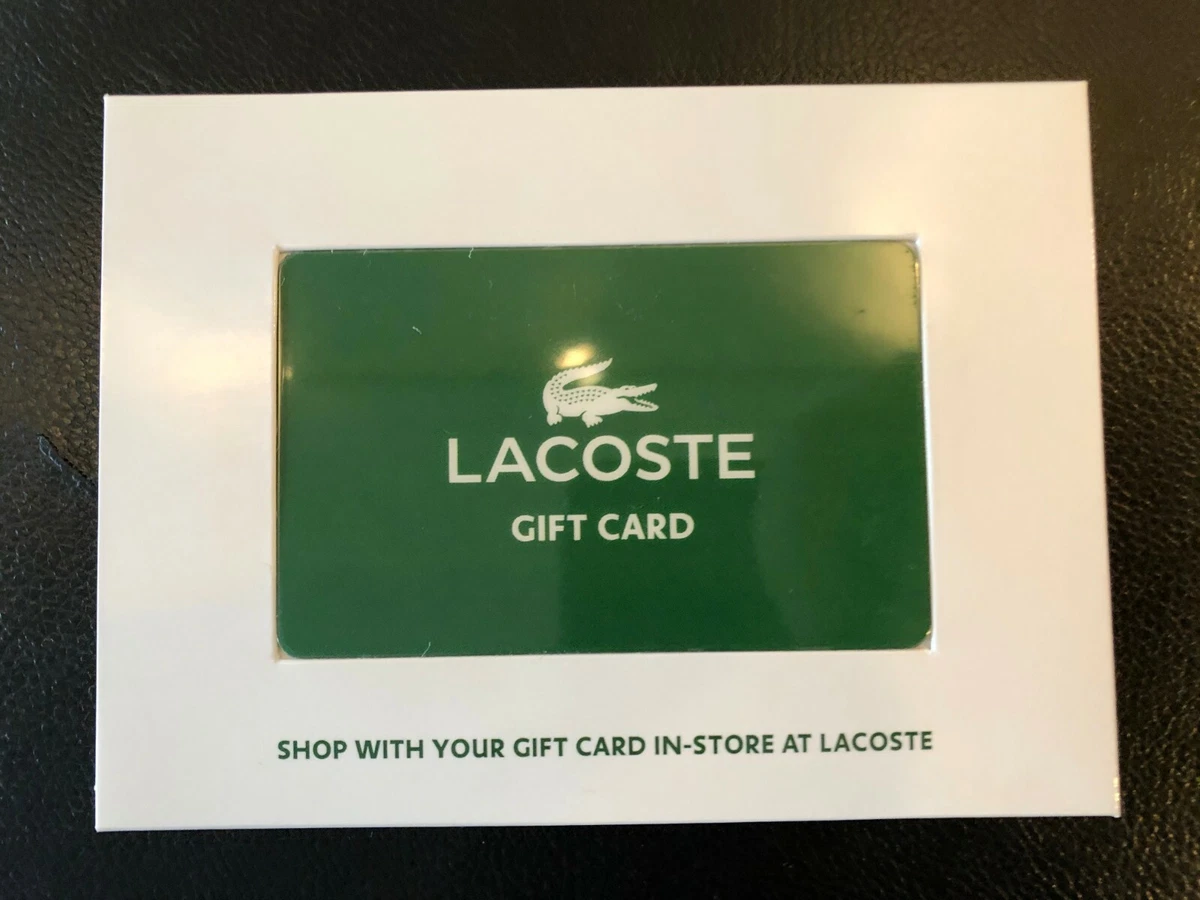 LACOSTE
GIFT CARD
SHOP WITH YOUR GIFT CARD IN-STORE AT LACOSTE